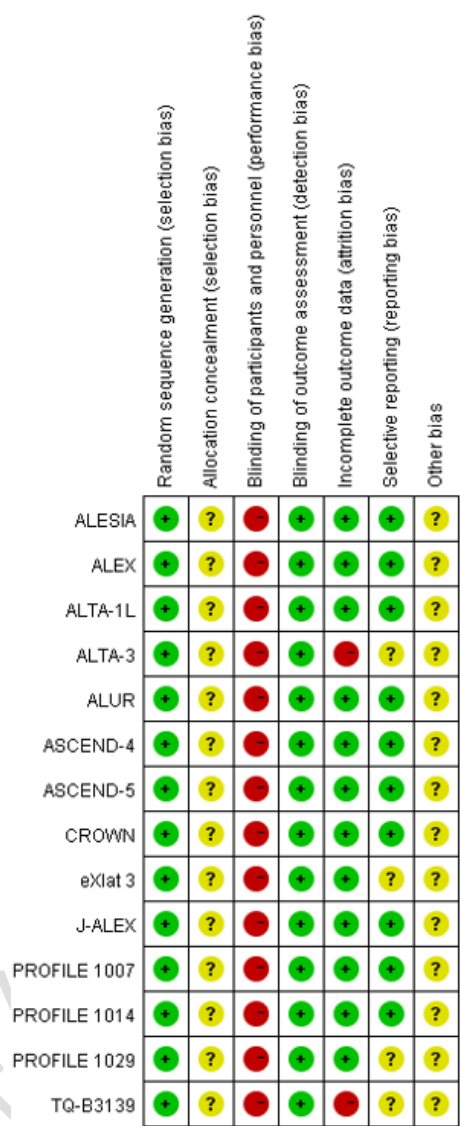 Random sequence generation (selection bias)
Allocation concealment (selection bias)
Blinding of participants and personnel (performance bias)
Blinding of outcome assessment (detection bias)
Incomplete outcome data (attrition bias)
Selective reporting (reporting bias)
Other bias
ALESIA + ? - + + + ?
ALEX + ? - + + + ?
ALTA-1L + ? - + + + ?
ALTA-3 + ? - + - ? ?
ALUR + ? - + + + ?
ASCEND-4 + ? - + + + ?
ASCEND-5 + ? - + + + ?
CROWN + ? - + + + ?
eXlat 3 + ? - + + ? ?
J-ALEX + ? - + + + ?
PROFILE 1007 + ? - + + + ?
PROFILE 1014 + ? - + + + ?
PROFILE 1029 + ? - + + ? ?
TQ-B3139 + ? - + - ? ?